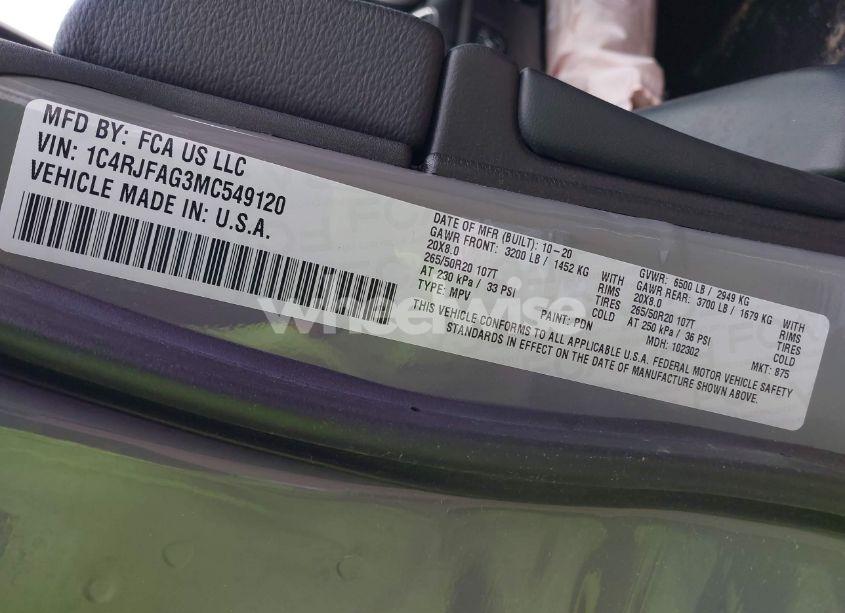 MFD BY: FCA US LLC
VIN: 1C4RJFAG3MC549120
VEHICLE MADE IN: U.S.A.
DATE OF MFR (BUILT): 10-20
GAWR FRONT: 3200 LB / 1452 KG WITH
20X8.0 RIMS
265/50R20 107T TIRES
AT 230 kPa / 33 PSI COLD
TYPE: MPV PAINT: PDN
GVWR: 6500 LB / 2949 KG
GAWR REAR: 3700 LB / 1679 KG WITH
20X8.0 RIMS
265/50R20 107T TIRES
AT 250 kPa / 36 PSI COLD
MDH: 102302 MKT: 875
THIS VEHICLE CONFORMS TO ALL APPLICABLE U.S.A. FEDERAL MOTOR VEHICLE SAFETY
STANDARDS IN EFFECT ON THE DATE OF MANUFACTURE SHOWN ABOVE.
wheelwise